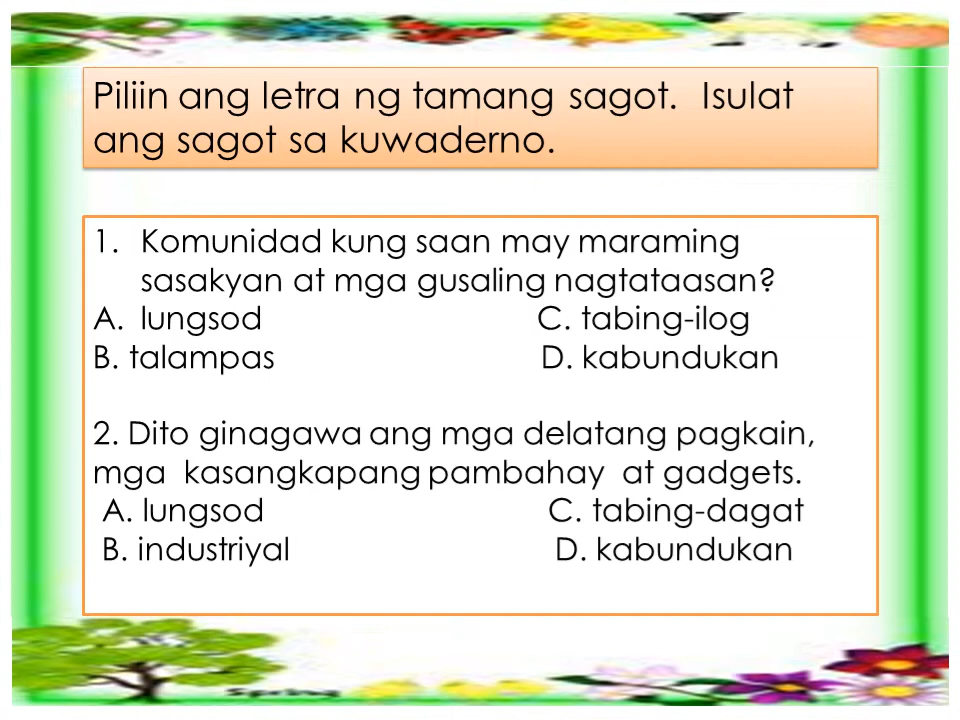 Piliin ang letra ng tamang sagot. Isulat
ang sagot sa kuwaderno.
1. Komunidad kung saan may maraming
sasakyan at mga gusaling nagtataasan?
A. lungsod C. tabing-ilog
B. talampas D. kabundukan
2. Dito ginagawa ang mga delatang pagkain,
mga kasangkapang pambahay at gadgets.
A. lungsod C. tabing-dagat
B. industriyal D. kabundukan
Spring